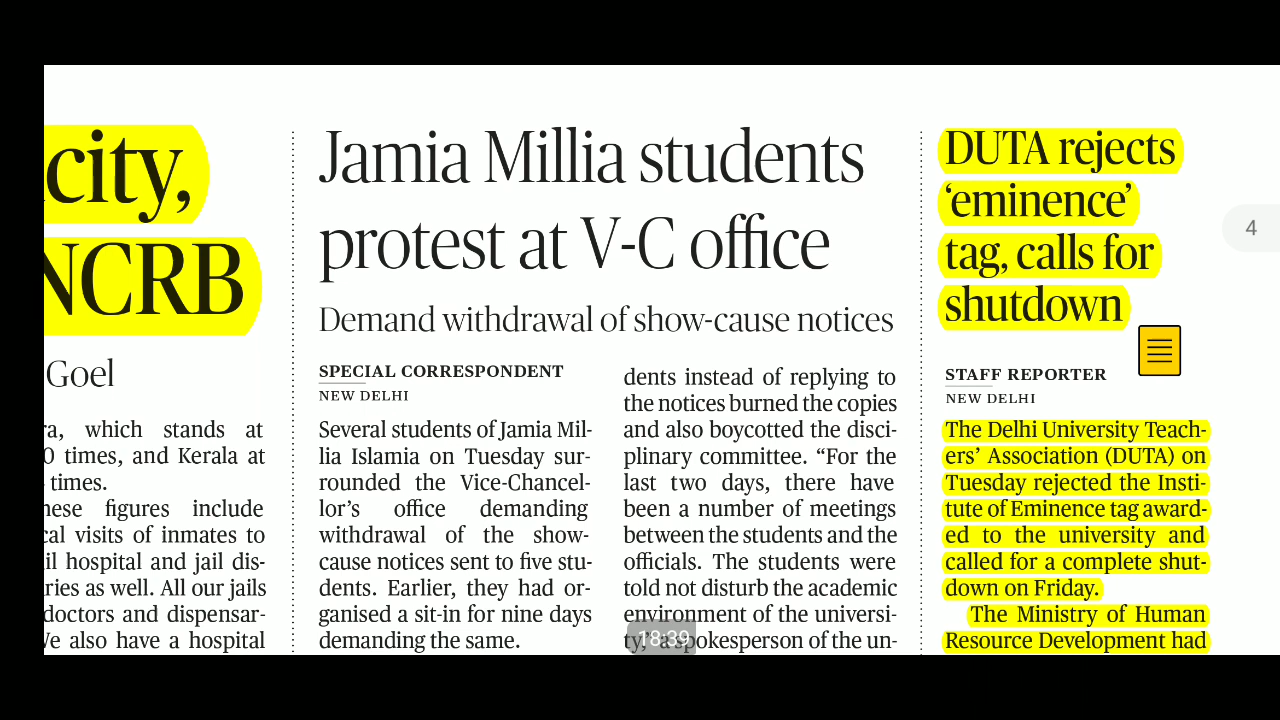 city,
NCRB
Goel
which stands at
times, and Kerala at
times.
figures include
visits of inmates to
hospital and jail dis-
as well. All our jails
doctors and dispensar-
also have a hospital
Jamia Millia students
protest at V-C office
Demand withdrawal of show-cause notices
SPECIAL CORRESPONDENT
NEW DELHI
Several students of Jamia Mil-
lia Islamia on Tuesday sur-
rounded the Vice-Chancel-
lor's office demanding
withdrawal of the show-
cause notices sent to five stu-
dents. Earlier, they had or-
ganised a sit-in for nine days
demanding the same.
dents instead of replying to
the notices burned the copies
and also boycotted the disci-
plinary committee. “For the
last two days, there have
been a number of meetings
between the students and the
officials. The students were
told not disturb the academic
environment of the universi-
ty,” a spokesperson of the un-
18:39
DUTA rejects
‘eminence’
tag, calls for
shutdown
STAFF REPORTER
NEW DELHI
The Delhi University Teach-
ers’ Association (DUTA) on
Tuesday rejected the Insti-
tute of Eminence tag award-
ed to the university and
called for a complete shut-
down on Friday.
The Ministry of Human
Resource Development had
4